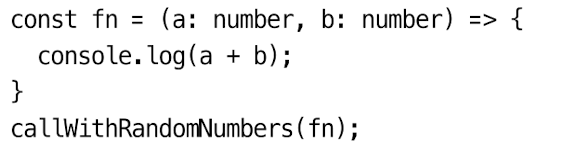 const fn = (a: number, b: number) => {
  console.log(a + b);
}
callWithRandomNumbers(fn);